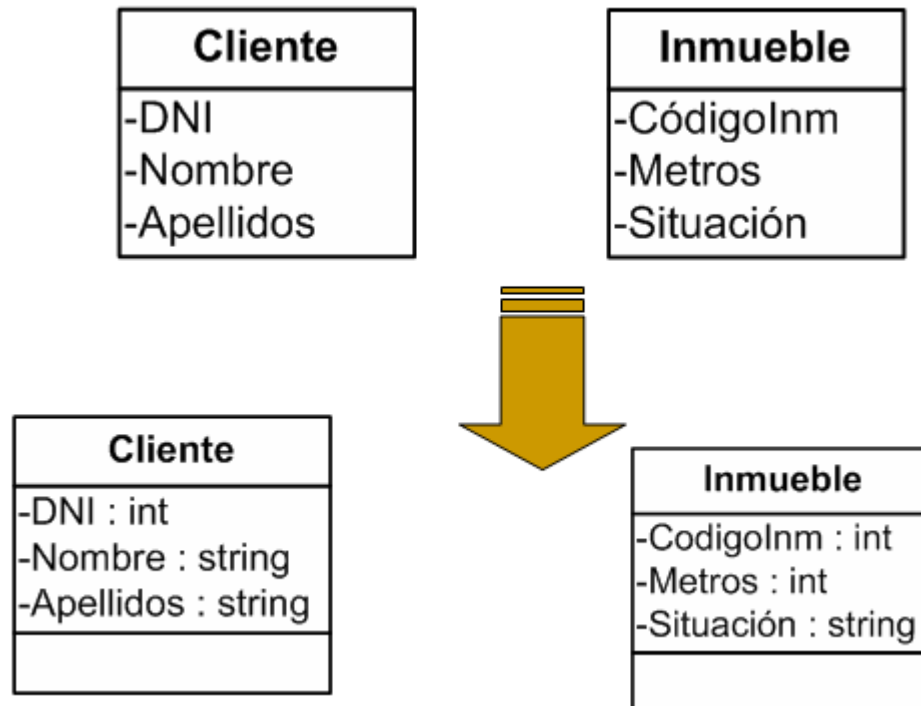 Cliente
-DNI
-Nombre
-Apellidos
Inmueble
-CódigoInm
-Metros
-Situación
Cliente
-DNI : int
-Nombre : string
-Apellidos : string
Inmueble
-CodigoInm : int
-Metros : int
-Situación : string